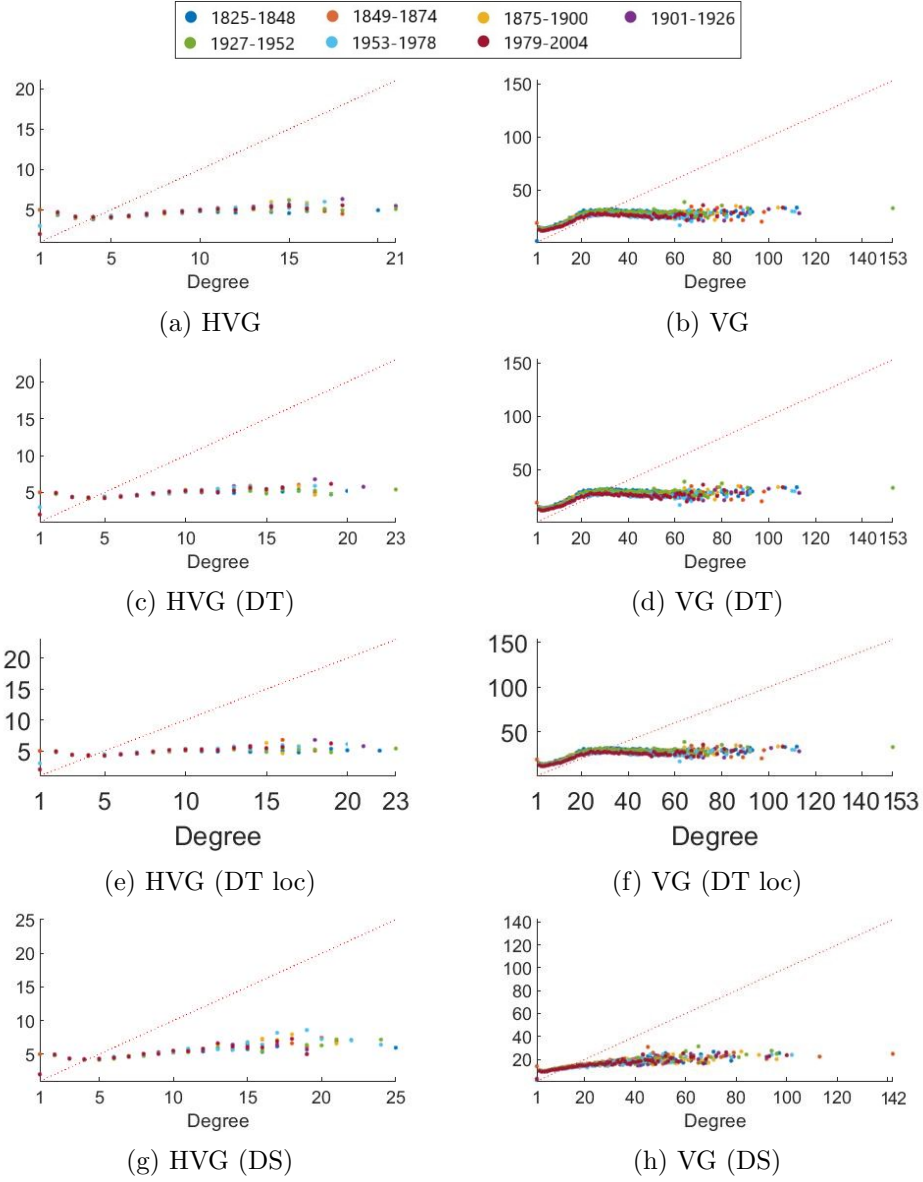 1825-1848 1849-1874 1875-1900 1901-1926
1927-1952 1953-1978 1979-2004
20
15
10
5
1 5 10 15 21
Degree
(a) HVG
150
100
50
1 20 40 60 80 100 120 140 153
Degree
(b) VG
20
15
10
5
1 5 10 15 20 23
Degree
(c) HVG (DT)
150
100
50
1 20 40 60 80 100 120 140 153
Degree
(d) VG (DT)
20
15
10
5
1 5 10 15 20 23
Degree
(e) HVG (DT loc)
150
100
50
1 20 40 60 80 100 120 140 153
Degree
(f) VG (DT loc)
25
20
15
10
5
1 5 10 15 20 25
Degree
(g) HVG (DS)
140
120
100
80
60
40
20
1 20 40 60 80 100 120 142
Degree
(h) VG (DS)